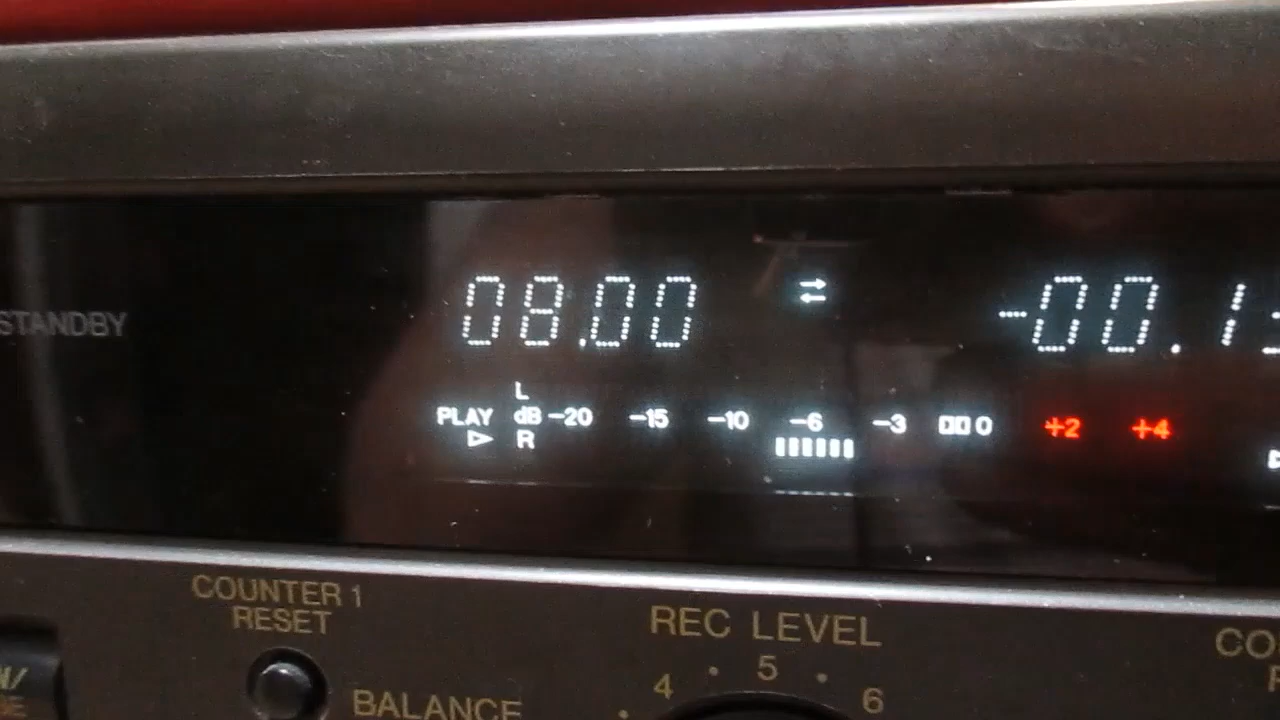 STANDBY
08.00 ⇄ -00.1
L
PLAY dB -20 -15 -10 -6 -3 0 +2 +4
▷ R
COUNTER 1
RESET
REC LEVEL
4 • 5 • 6
BALANCE